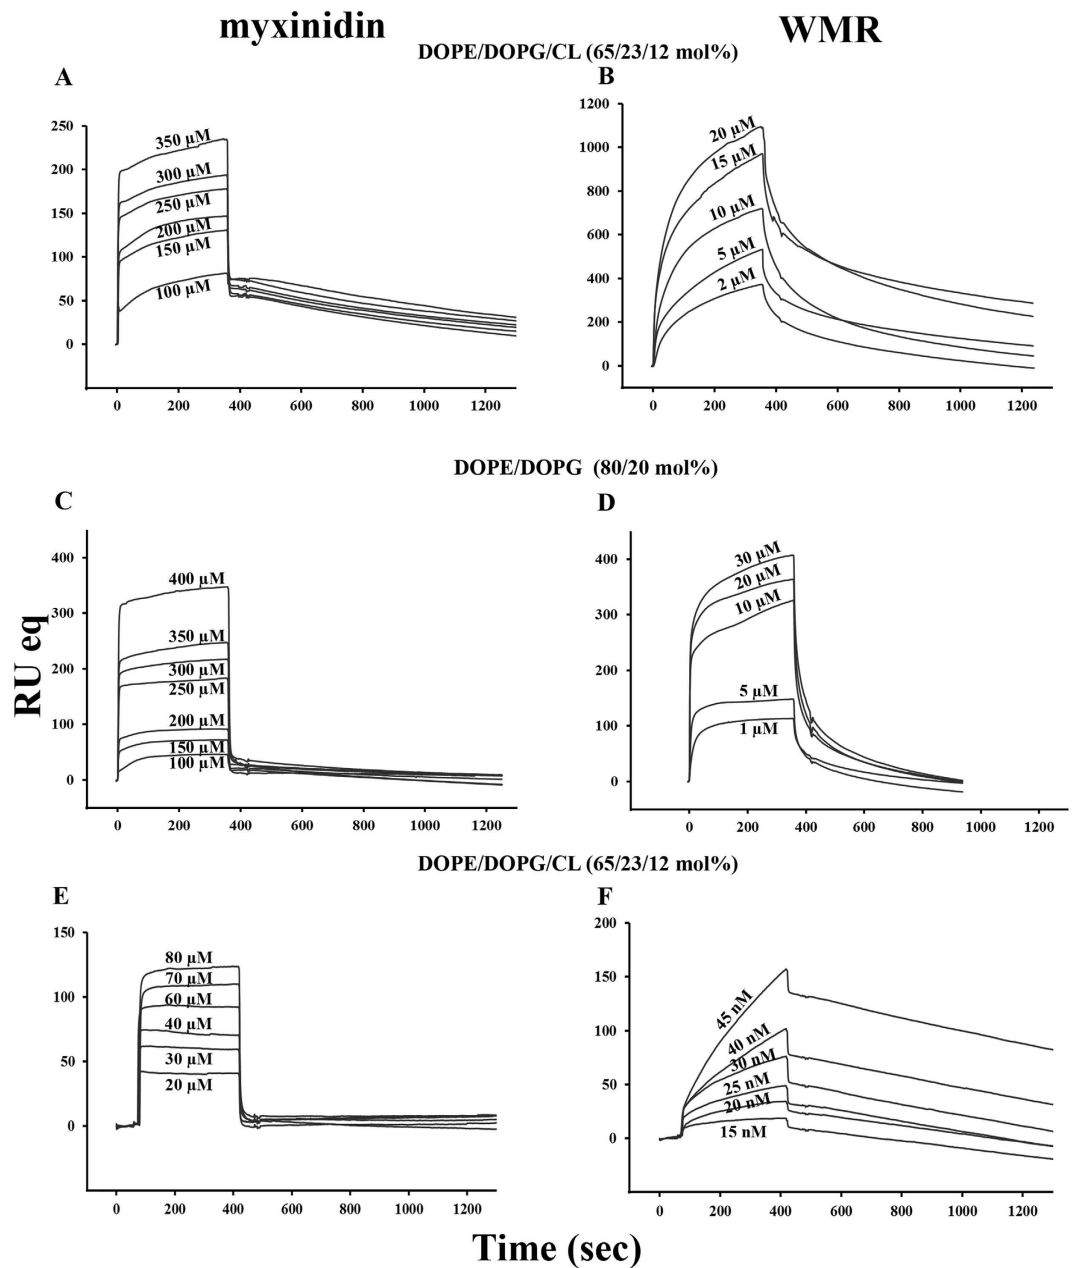 myxinidin WMR
DOPE/DOPG/CL (65/23/12 mol%)
A
250
200
150
100
50
0
350 µM
300 µM
250 µM
200 µM
150 µM
100 µM
0 200 400 600 800 1000 1200
B
1200
1000
800
600
400
200
0
20 µM
15 µM
10 µM
5 µM
2 µM
0 200 400 600 800 1000 1200
DOPE/DOPG (80/20 mol%)
C
400
300
200
100
0
400 µM
350 µM
300 µM
250 µM
200 µM
150 µM
100 µM
0 200 400 600 800 1000 1200
D
400
300
200
100
0
30 µM
20 µM
10 µM
5 µM
1 µM
0 200 400 600 800 1000 1200
RU eq
DOPE/DOPG/CL (65/23/12 mol%)
E
150
100
50
0
80 µM
70 µM
60 µM
40 µM
30 µM
20 µM
0 200 400 600 800 1000 1200
F
200
150
100
50
0
45 nM
40 nM
30 nM
25 nM
20 nM
15 nM
0 200 400 600 800 1000 1200
Time (sec)